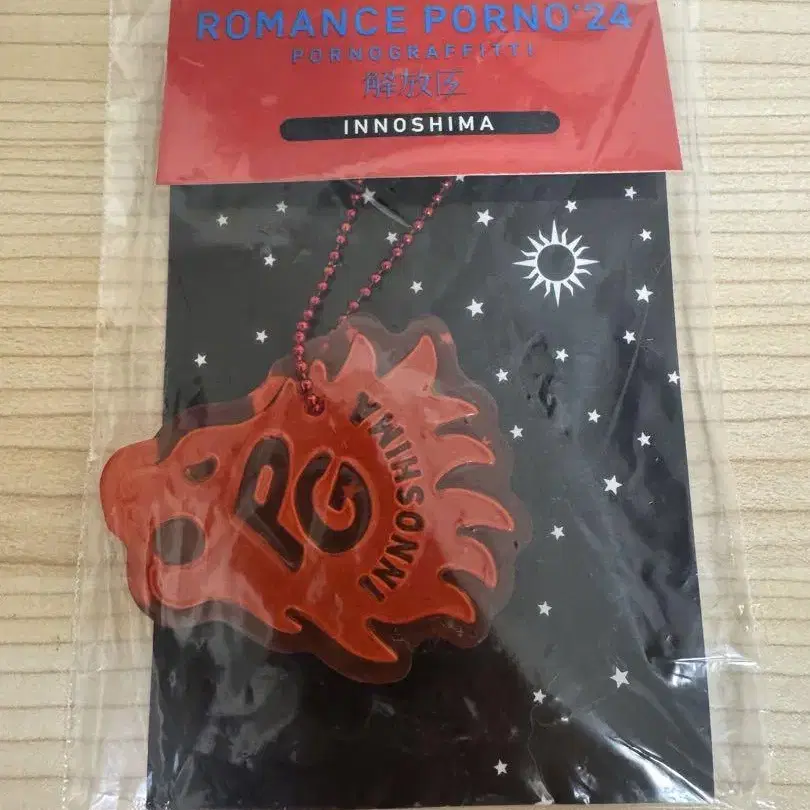 ROMANCE PORNO'24
PORNOGRAFFITTI
解放区
INNOSHIMA
PG
INNOSHIMA